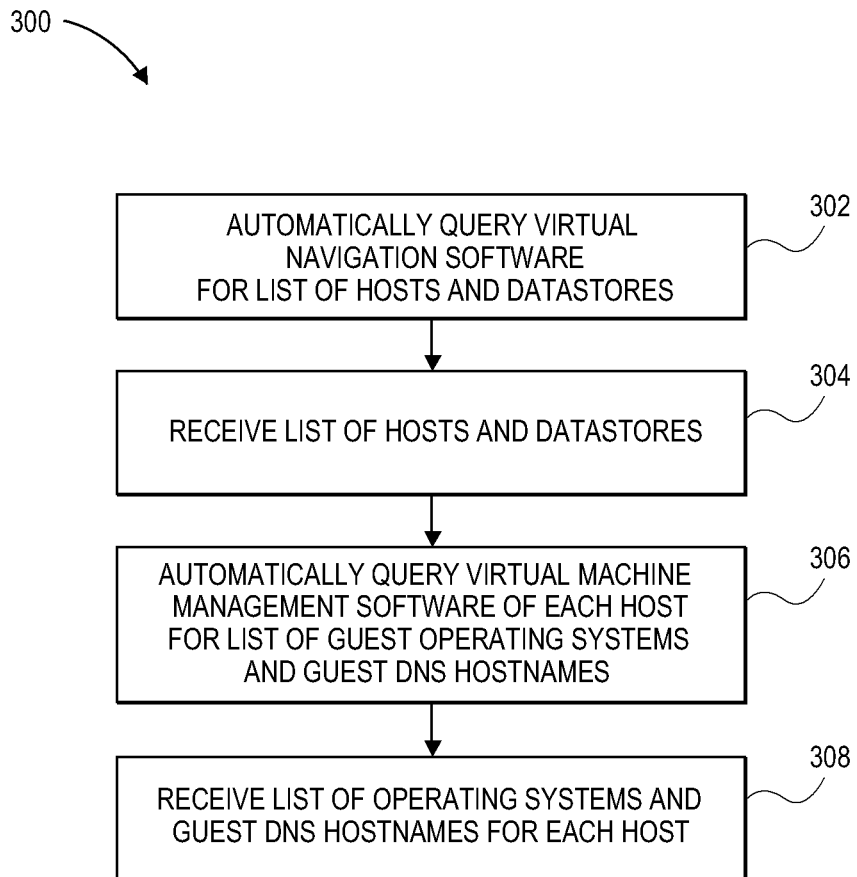 300
302
AUTOMATICALLY QUERY VIRTUAL
NAVIGATION SOFTWARE
FOR LIST OF HOSTS AND DATASTORES
304
RECEIVE LIST OF HOSTS AND DATASTORES
306
AUTOMATICALLY QUERY VIRTUAL MACHINE
MANAGEMENT SOFTWARE OF EACH HOST
FOR LIST OF GUEST OPERATING SYSTEMS
AND GUEST DNS HOSTNAMES
308
RECEIVE LIST OF OPERATING SYSTEMS AND
GUEST DNS HOSTNAMES FOR EACH HOST